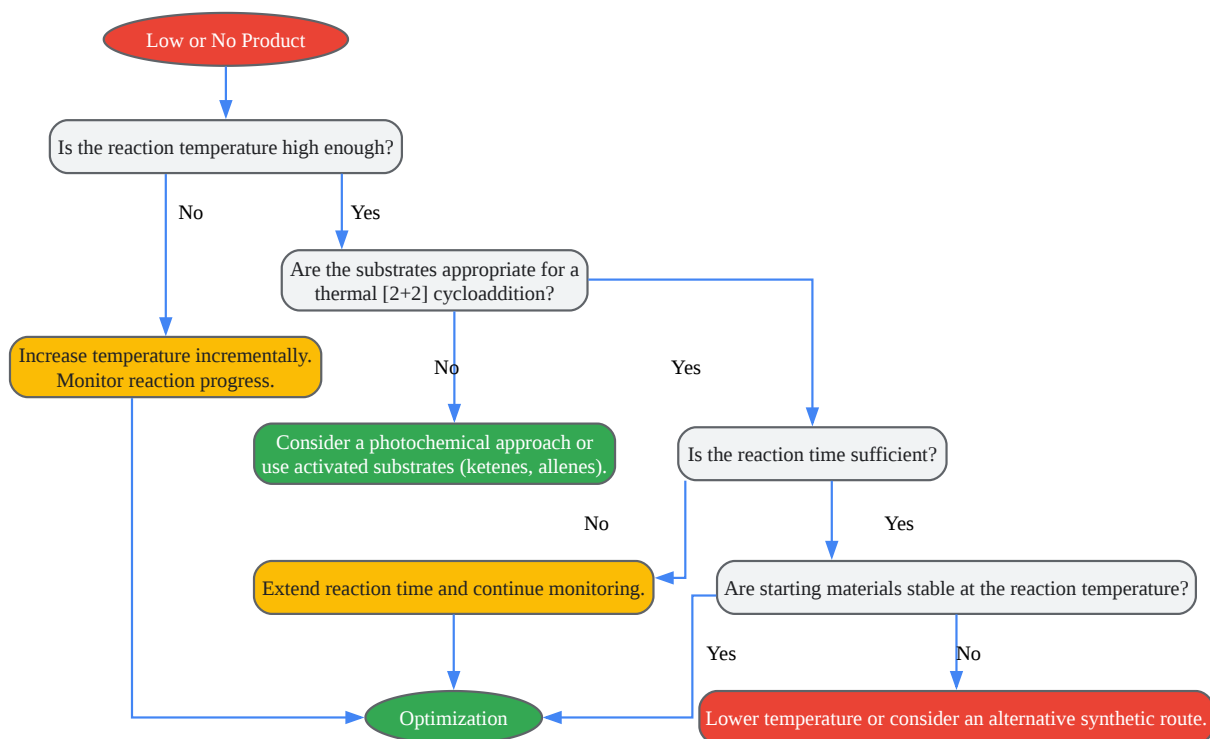 Low or No Product
Is the reaction temperature high enough?
No
Yes
Are the substrates appropriate for a
thermal [2+2] cycloaddition?
Increase temperature incrementally.
Monitor reaction progress.
No
Yes
Consider a photochemical approach or
use activated substrates (ketenes, allenes).
Is the reaction time sufficient?
No
Yes
Extend reaction time and continue monitoring.
Are starting materials stable at the reaction temperature?
Yes
No
Optimization
Lower temperature or consider an alternative synthetic route.